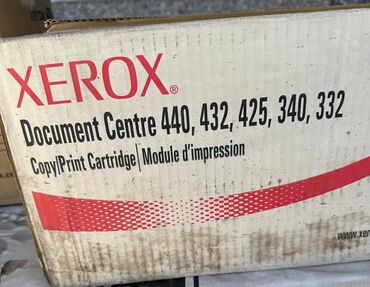 XEROX®
Document Centre 440, 432, 425, 340, 332
Copy/Print Cartridge | Module d'impression
www.xer